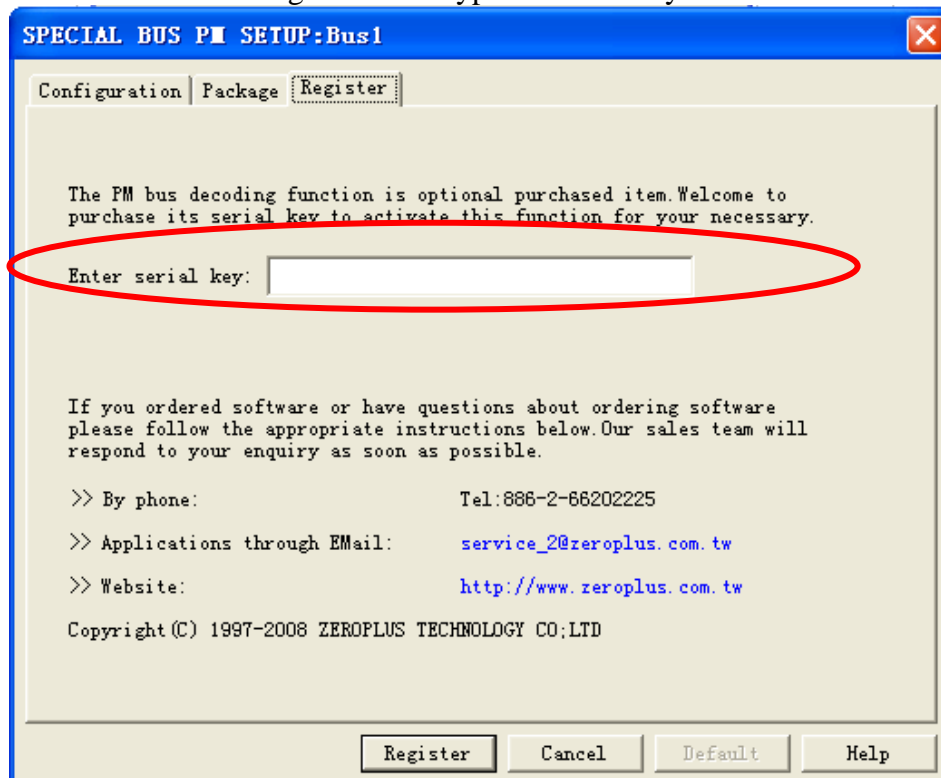 SPECIAL BUS PM SETUP:Bus1
Configuration Package Register
The PM bus decoding function is optional purchased item.Welcome to
purchase its serial key to activate this function for your necessary.
Enter serial key:
If you ordered software or have questions about ordering software
please follow the appropriate instructions below.Our sales team will
respond to your enquiry as soon as possible.
>> By phone: Tel:886-2-66202225
>> Applications through EMail: service_2@zeroplus.com.tw
>> Website: http://www.zeroplus.com.tw
Copyright(C) 1997-2008 ZEROPLUS TECHNOLOGY CO;LTD
Register Cancel Default Help